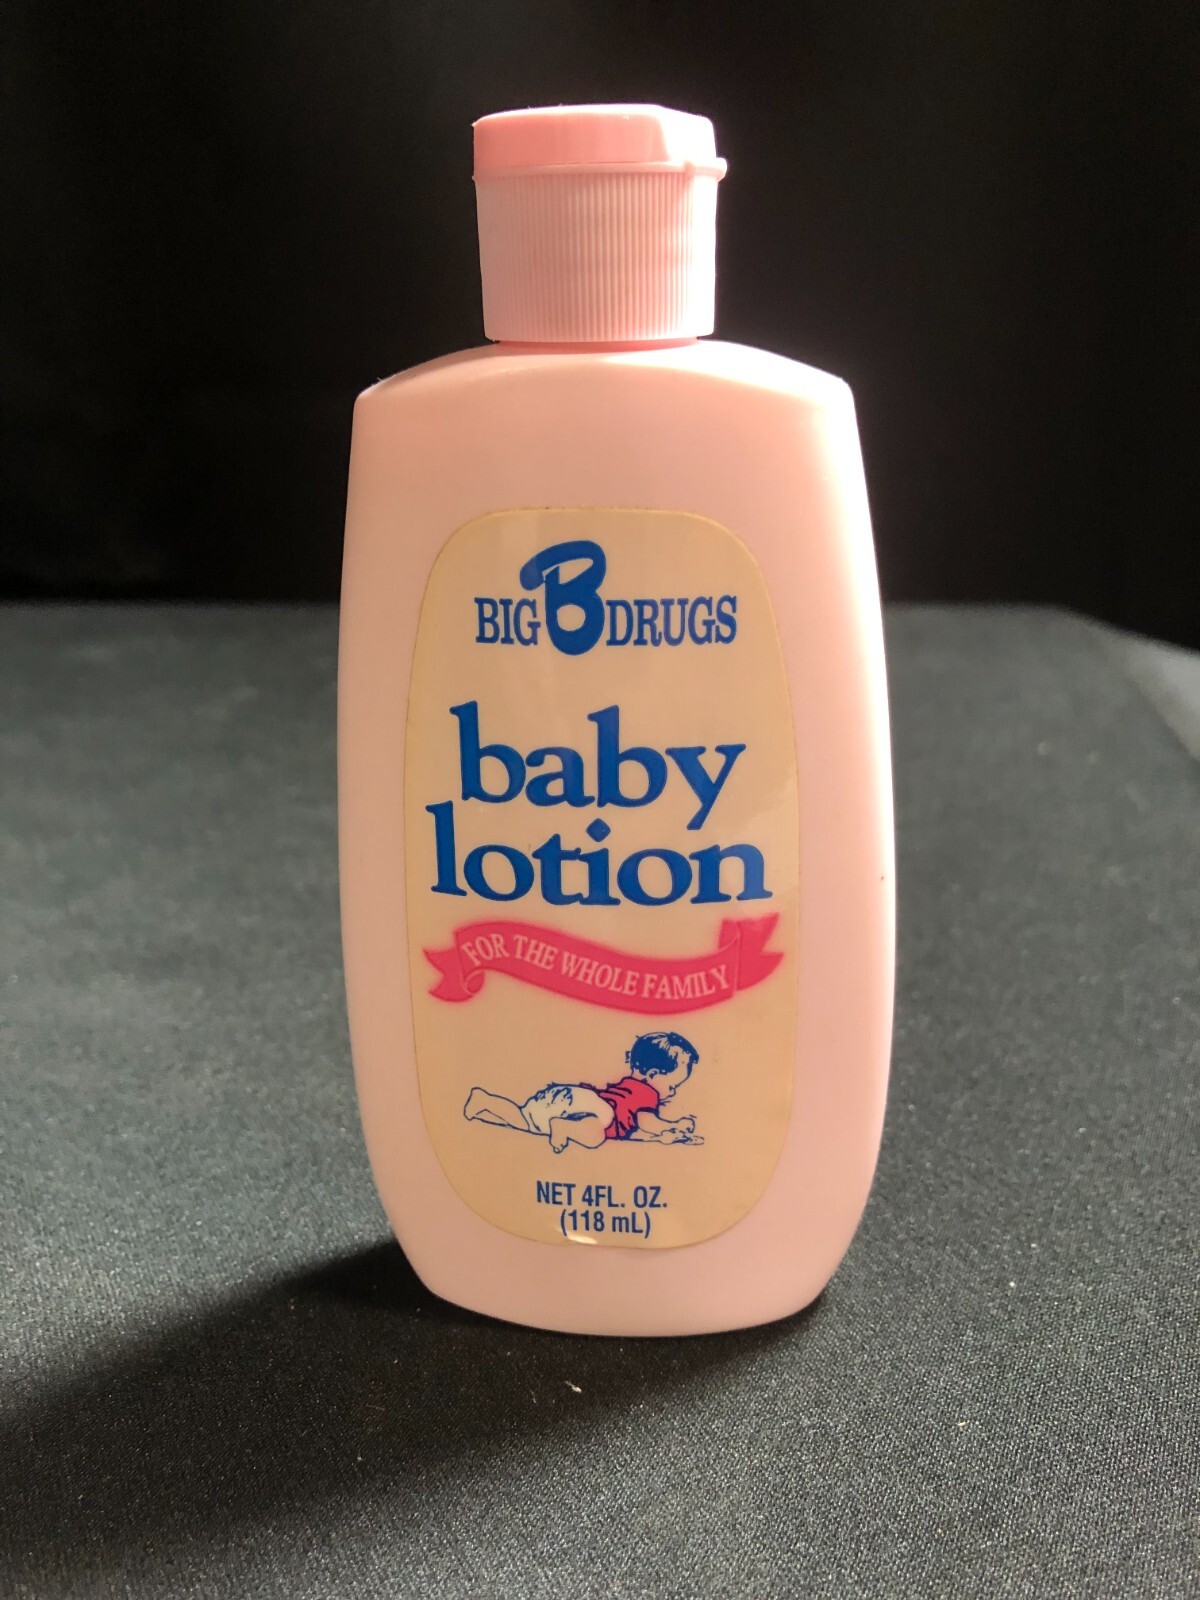 BIG B DRUGS
baby
lotion
FOR THE WHOLE FAMILY
NET 4FL. OZ.
(118 mL)